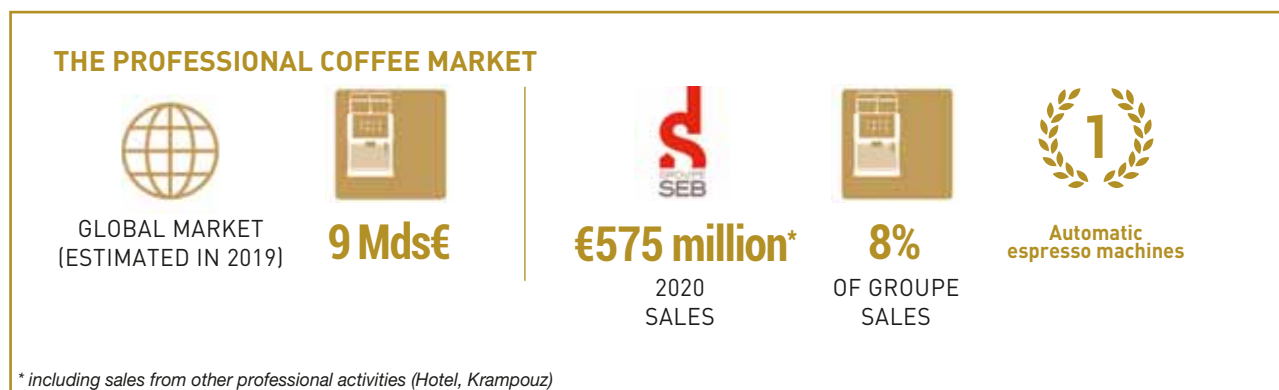 THE PROFESSIONAL COFFEE MARKET
GLOBAL MARKET
(ESTIMATED IN 2019)
9 Mds€
GROUPE
SEB
€575 million*
2020
SALES
8%
OF GROUPE
SALES
1
Automatic
espresso machines
* including sales from other professional activities (Hotel, Krampouz)